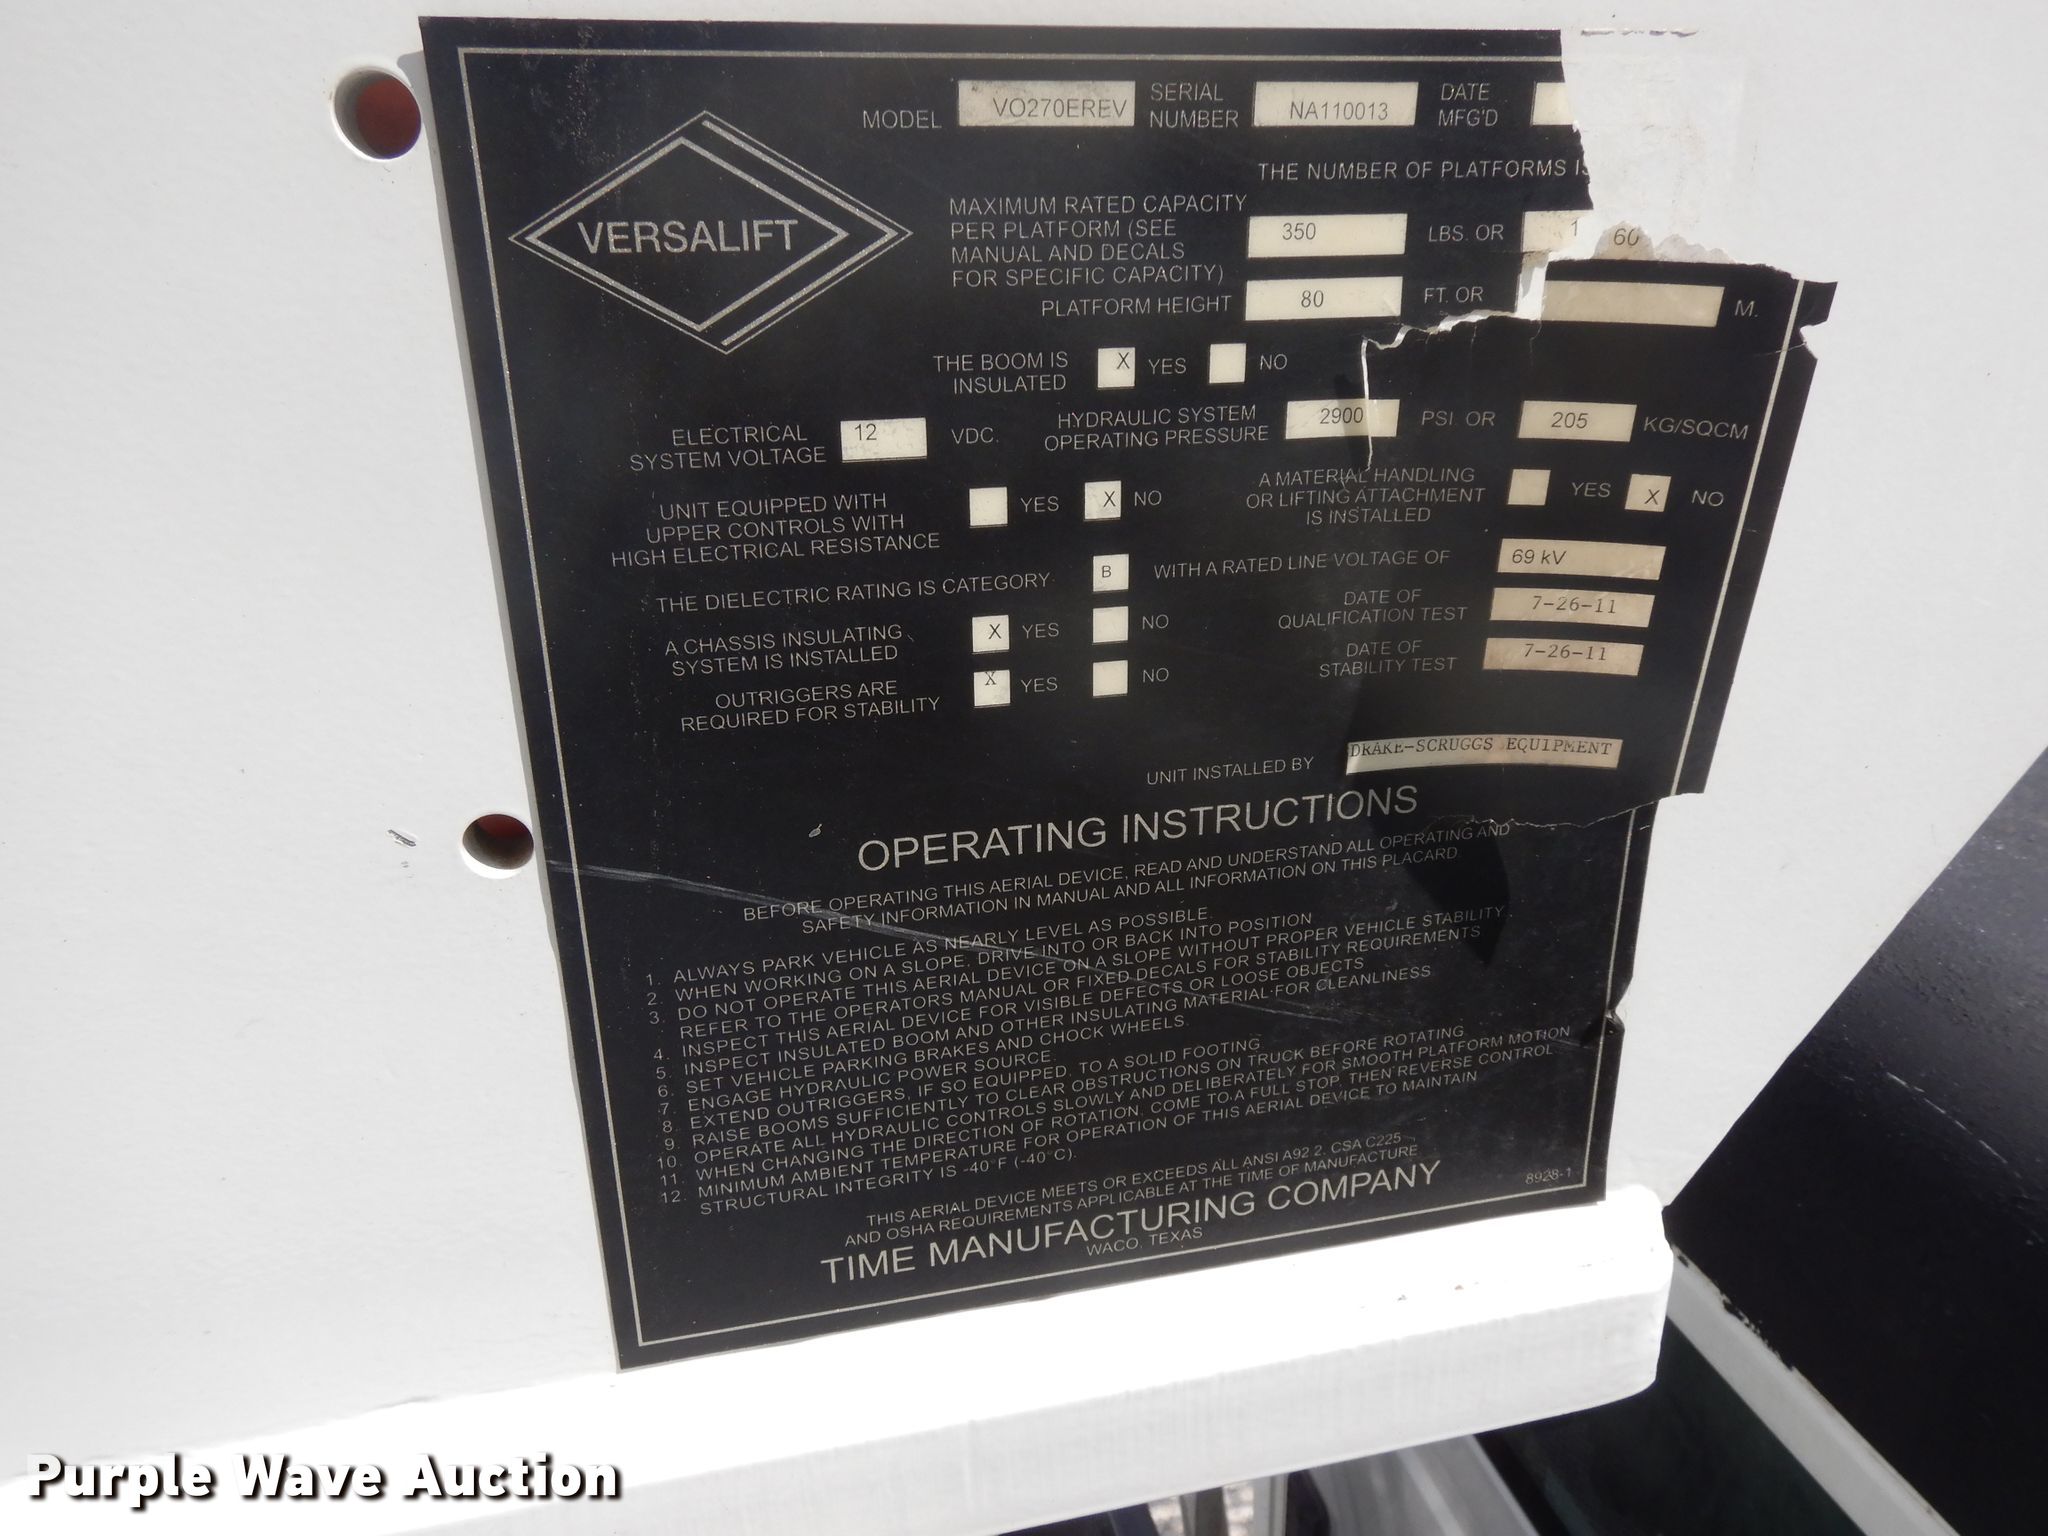 MODEL VO270EREV SERIAL NUMBER NA110013 DATE MFG'D
THE NUMBER OF PLATFORMS IS
VERSALIFT
MAXIMUM RATED CAPACITY
PER PLATFORM (SEE
MANUAL AND DECALS
FOR SPECIFIC CAPACITY)
350 LBS. OR 1 60
PLATFORM HEIGHT 80 FT. OR M.
THE BOOM IS
INSULATED
X YES NO
ELECTRICAL
SYSTEM VOLTAGE
12 VDC.
HYDRAULIC SYSTEM
OPERATING PRESSURE
2900 PSI. OR 205 KG/SQCM
UNIT EQUIPPED WITH
UPPER CONTROLS WITH
HIGH ELECTRICAL RESISTANCE
YES X NO
A MATERIAL HANDLING
OR LIFTING ATTACHMENT
IS INSTALLED
YES X NO
THE DIELECTRIC RATING IS CATEGORY B WITH A RATED LINE VOLTAGE OF 69 kV
A CHASSIS INSULATING
SYSTEM IS INSTALLED
X YES NO
DATE OF
QUALIFICATION TEST
7-26-11
OUTRIGGERS ARE
REQUIRED FOR STABILITY
X YES NO
DATE OF
STABILITY TEST
7-26-11
UNIT INSTALLED BY DRAKE-SCRUGGS EQUIPMENT
OPERATING INSTRUCTIONS
BEFORE OPERATING THIS AERIAL DEVICE, READ AND UNDERSTAND ALL OPERATING AND
SAFETY INFORMATION IN MANUAL AND ALL INFORMATION ON THIS PLACARD.
1. ALWAYS PARK VEHICLE AS NEARLY LEVEL AS POSSIBLE.
2. WHEN WORKING ON A SLOPE, DRIVE INTO OR BACK INTO POSITION
3. DO NOT OPERATE THIS AERIAL DEVICE ON A SLOPE WITHOUT PROPER VEHICLE STABILITY.
REFER TO THE OPERATORS MANUAL OR FIXED DECALS FOR STABILITY REQUIREMENTS
4. INSPECT THIS AERIAL DEVICE FOR VISIBLE DEFECTS OR LOOSE OBJECTS
5. INSPECT INSULATED BOOM AND OTHER INSULATING MATERIAL FOR CLEANLINESS
6. SET VEHICLE PARKING BRAKES AND CHOCK WHEELS.
7. ENGAGE HYDRAULIC POWER SOURCE.
8. EXTEND OUTRIGGERS, IF SO EQUIPPED, TO A SOLID FOOTING.
9. RAISE BOOMS SUFFICIENTLY TO CLEAR OBSTRUCTIONS ON TRUCK BEFORE ROTATING.
10. OPERATE ALL HYDRAULIC CONTROLS SLOWLY AND DELIBERATELY FOR SMOOTH PLATFORM MOTION
11. WHEN CHANGING THE DIRECTION OF ROTATION, COME TO A FULL STOP, THEN REVERSE CONTROL
12. MINIMUM AMBIENT TEMPERATURE FOR OPERATION OF THIS AERIAL DEVICE TO MAINTAIN
STRUCTURAL INTEGRITY IS -40°F (-40°C).
THIS AERIAL DEVICE MEETS OR EXCEEDS ALL ANSI A92.2, CSA C225
AND OSHA REQUIREMENTS APPLICABLE AT THE TIME OF MANUFACTURE
TIME MANUFACTURING COMPANY
WACO, TEXAS
8928-1
Purple Wave Auction